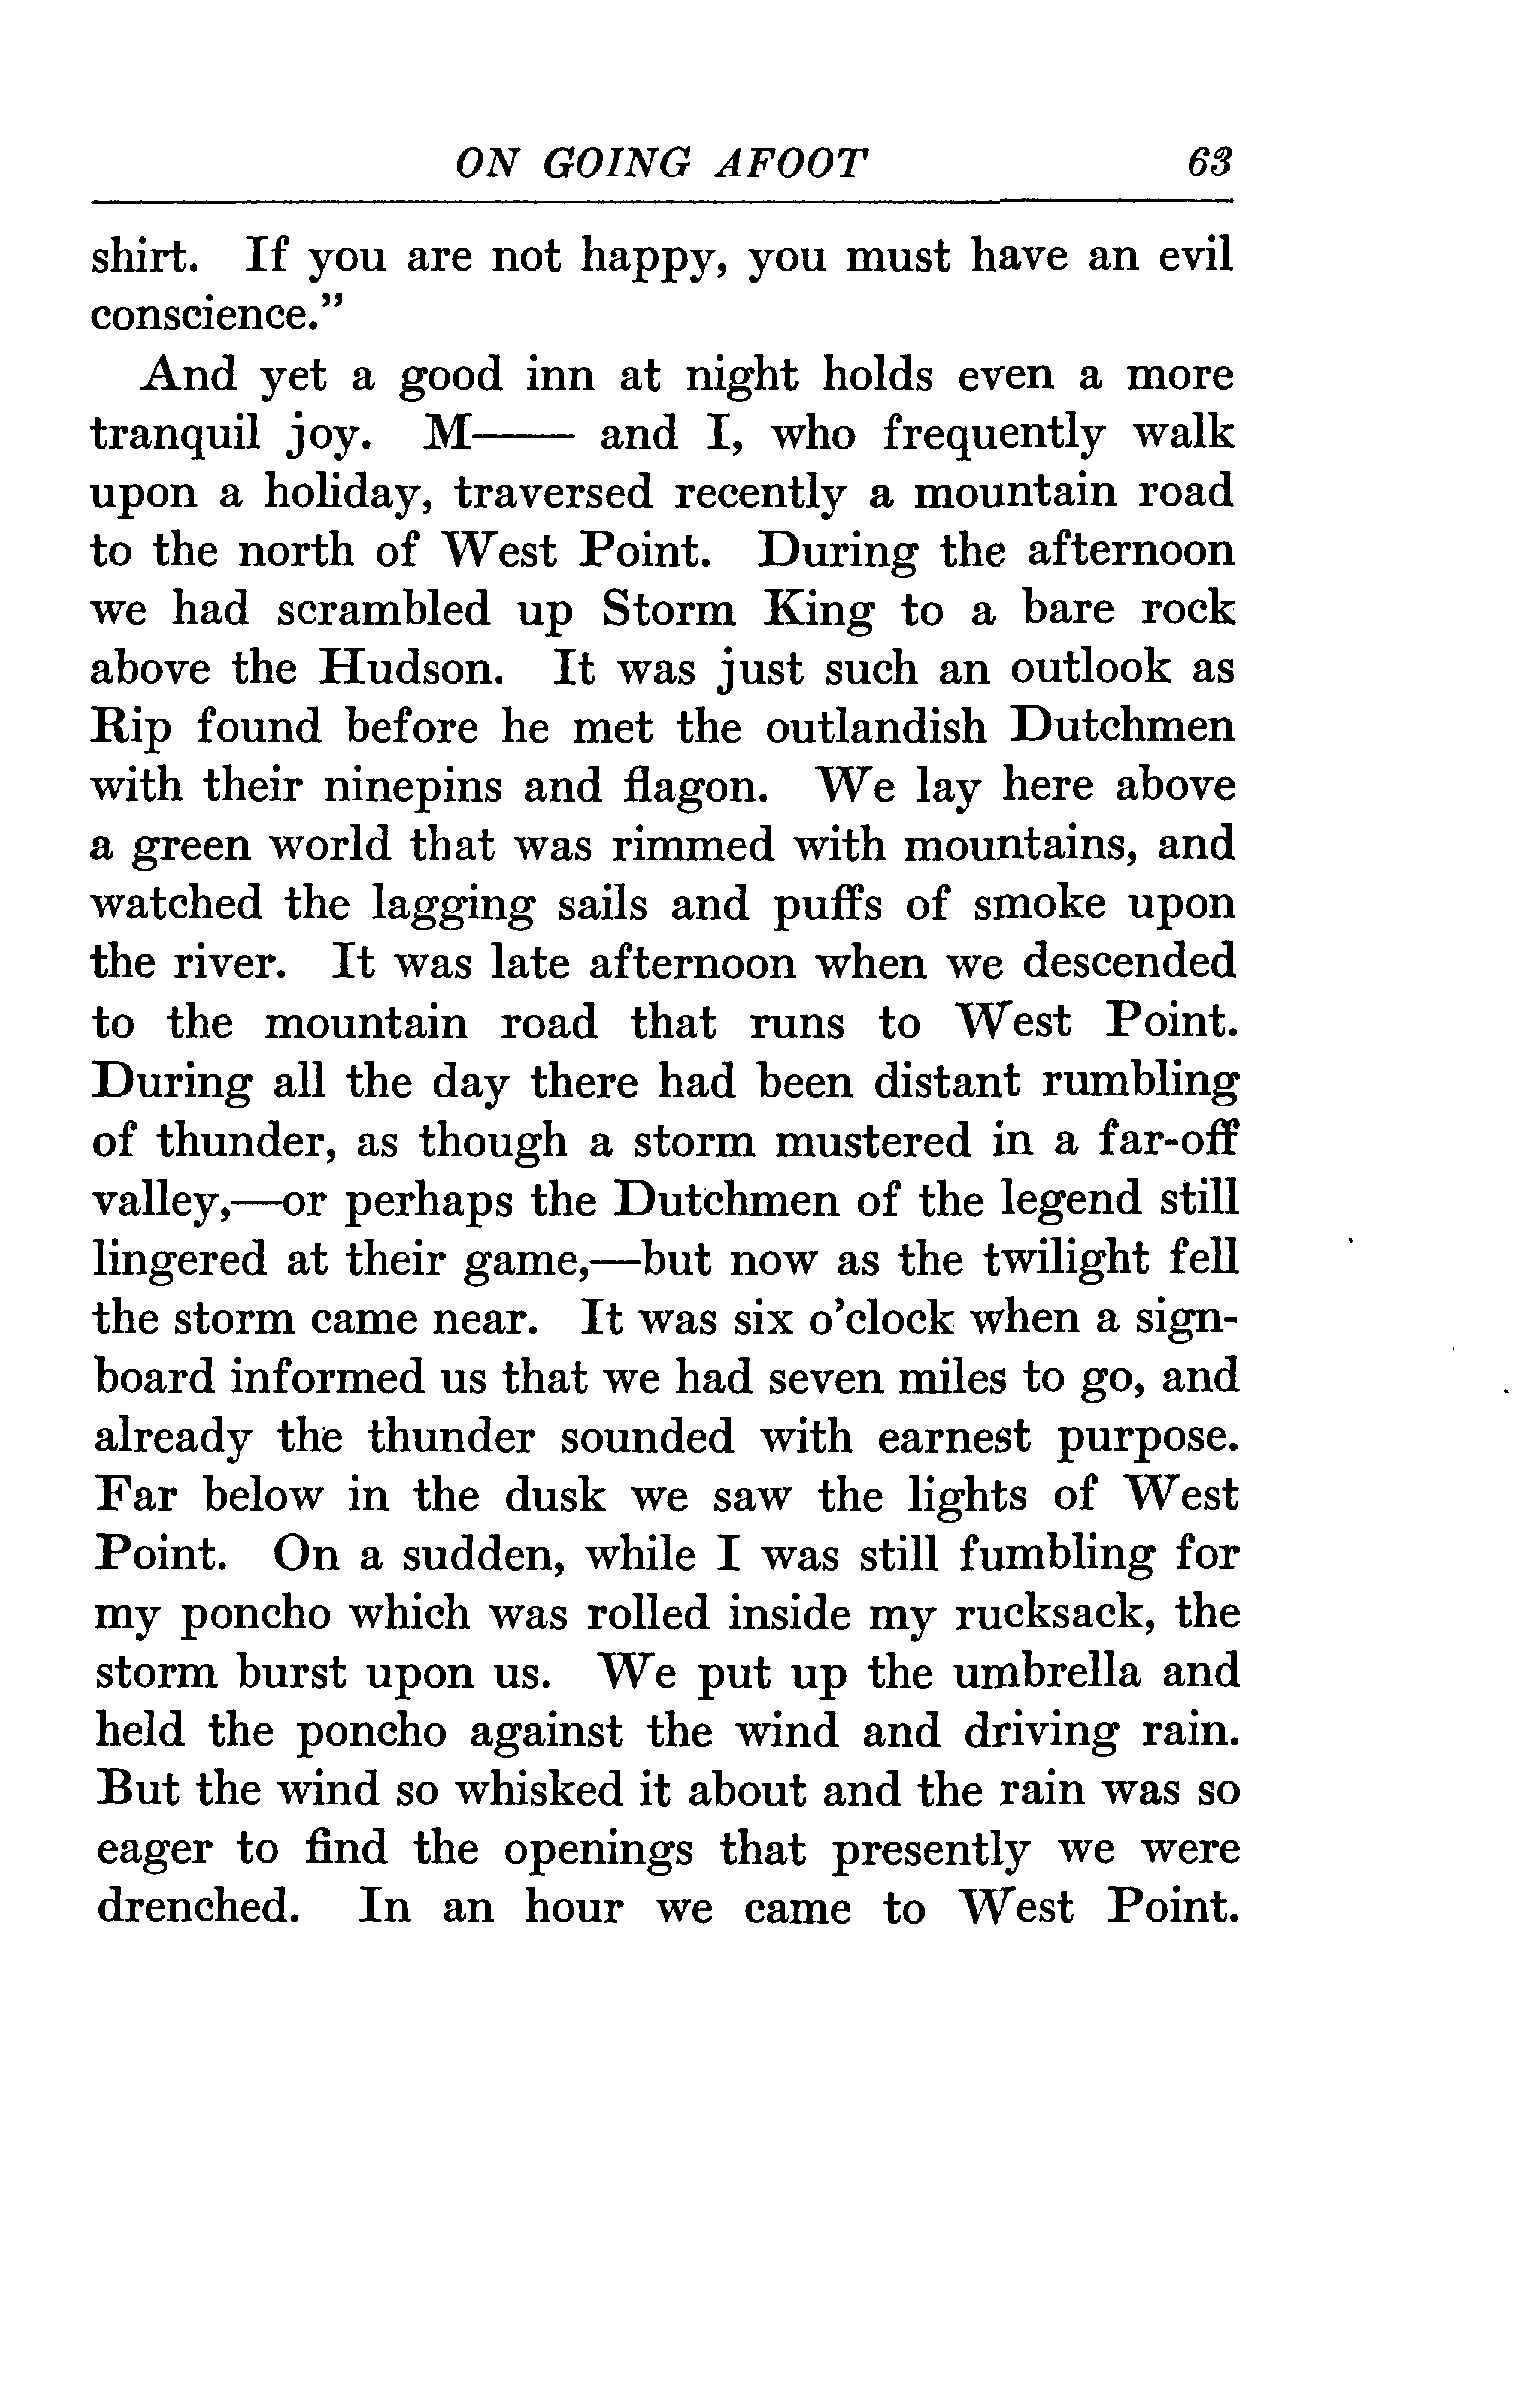 ON GOING AFOOT 63
shirt. If you are not happy, you must have an evil
conscience."
And yet a good inn at night holds even a more
tranquil joy. M—— and I, who frequently walk
upon a holiday, traversed recently a mountain road
to the north of West Point. During the afternoon
we had scrambled up Storm King to a bare rock
above the Hudson. It was just such an outlook as
Rip found before he met the outlandish Dutchmen
with their ninepins and flagon. We lay here above
a green world that was rimmed with mountains, and
watched the lagging sails and puffs of smoke upon
the river. It was late afternoon when we descended
to the mountain road that runs to West Point.
During all the day there had been distant rumbling
of thunder, as though a storm mustered in a far-off
valley,—or perhaps the Dutchmen of the legend still
lingered at their game,—but now as the twilight fell
the storm came near. It was six o'clock when a sign-
board informed us that we had seven miles to go, and
already the thunder sounded with earnest purpose.
Far below in the dusk we saw the lights of West
Point. On a sudden, while I was still fumbling for
my poncho which was rolled inside my rucksack, the
storm burst upon us. We put up the umbrella and
held the poncho against the wind and driving rain.
But the wind so whisked it about and the rain was so
eager to find the openings that presently we were
drenched. In an hour we came to West Point.